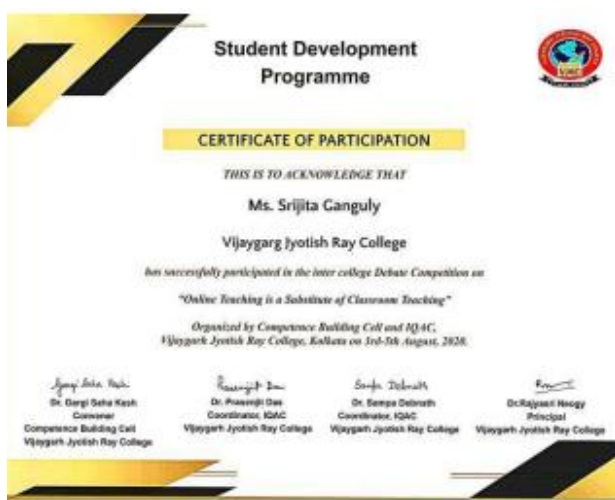 Student Development
Programme
IQAC
CERTIFICATE OF PARTICIPATION
THIS IS TO ACKNOWLEDGE THAT
Ms. Srijita Ganguly
Vijaygarg Jyotish Ray College
has successfully participated in the inter college Debate Competition on
"Online Teaching is a Substitute of Classroom Teaching"
Organized by Competence Building Cell and IQAC,
Vijaygarh Jyotish Ray College, Kolkata on 3rd-5th August, 2020.
Dr. Gargi Saha Kesh
Convener
Competence Building Cell
Vijaygarh Jyotish Ray College
Dr. Prasenjit Das
Coordinator, IQAC
Vijaygarh Jyotish Ray College
Dr. Sampa Debnath
Coordinator, IQAC
Vijaygarh Jyotish Ray College
Dr.Rajyasri Neogy
Principal
Vijaygarh Jyotish Ray College